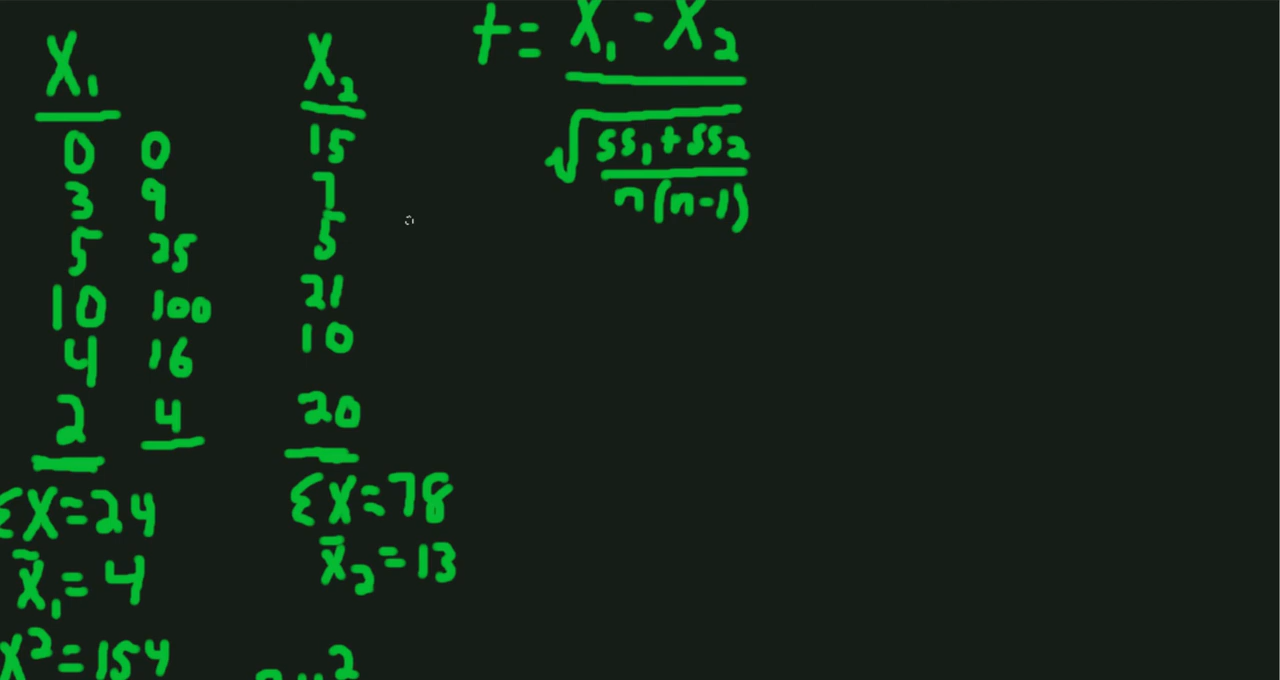 X₁
0 0
3 9
5 25
10 100
4 16
2 4
ΣX=24
X̄₁=4
X²=154
X₂
15
7
5
21
10
20
ΣX=78
X̄₂=13
2
t= X₁-X₂
√ss₁+ss₂
n(n-1)